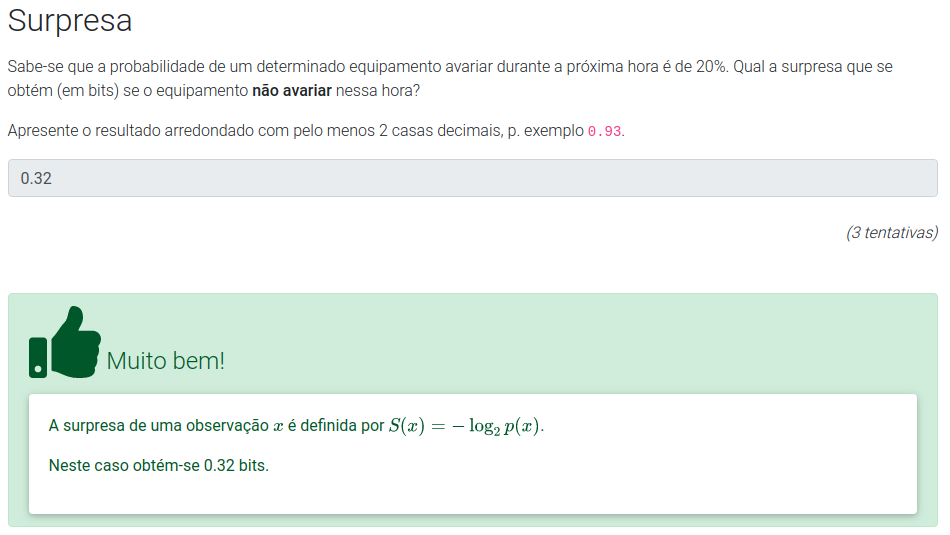 Surpresa
Sabe-se que a probabilidade de um determinado equipamento avariar durante a próxima hora é de 20%. Qual a surpresa que se
obtém (em bits) se o equipamento não avariar nessa hora?
Apresente o resultado arredondado com pelo menos 2 casas decimais, p. exemplo 0.93.
0.32
(3 tentativas)
Muito bem!
A surpresa de uma observação x é definida por S(x) = − log₂ p(x).
Neste caso obtém-se 0.32 bits.